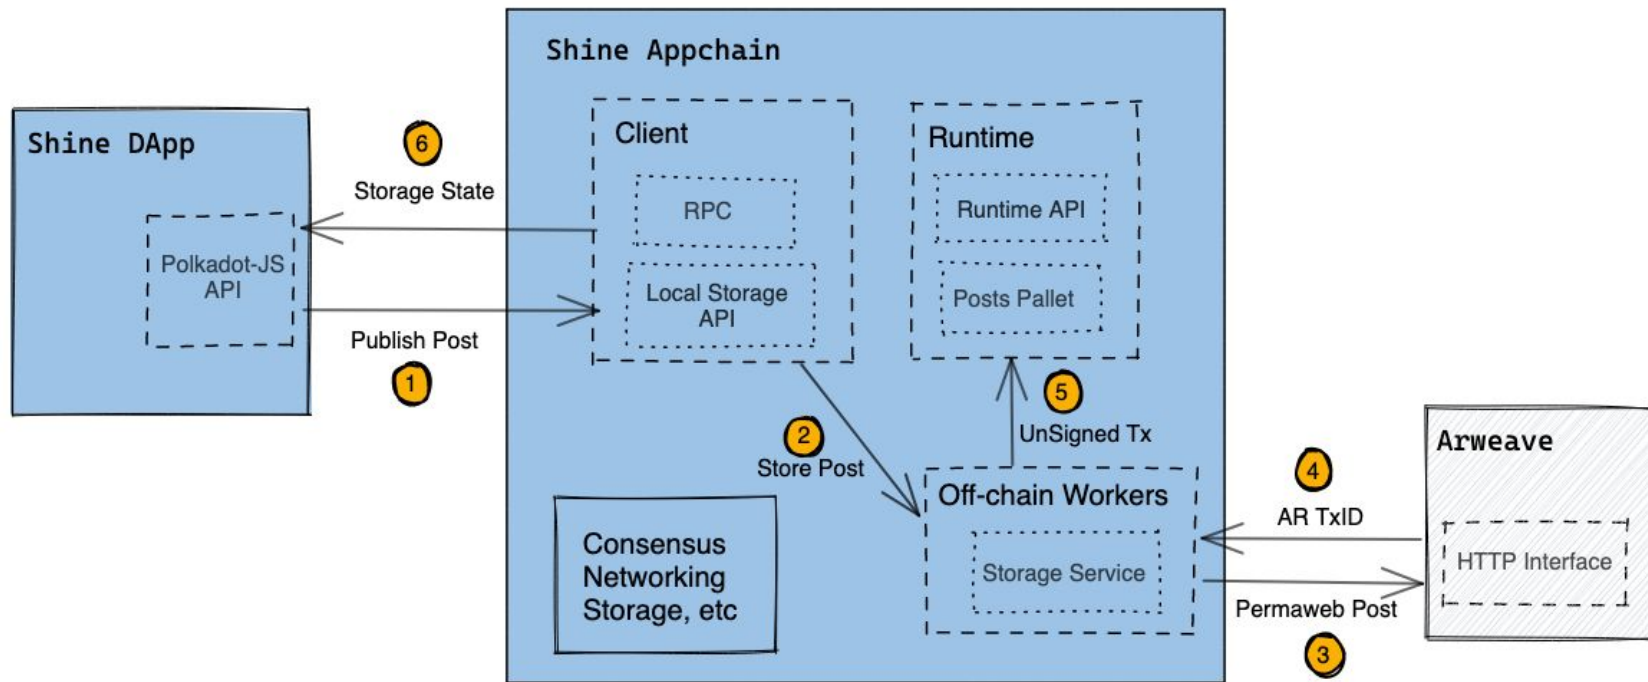 Shine Appchain
Shine DApp
6
Storage State
Polkadot-JS
API
Publish Post
1
Client
RPC
Local Storage
API
Runtime
Runtime API
Posts Pallet
2
Store Post
5
UnSigned Tx
Off-chain Workers
Storage Service
Consensus
Networking
Storage, etc
4
AR TxID
Permaweb Post
3
Arweave
HTTP Interface